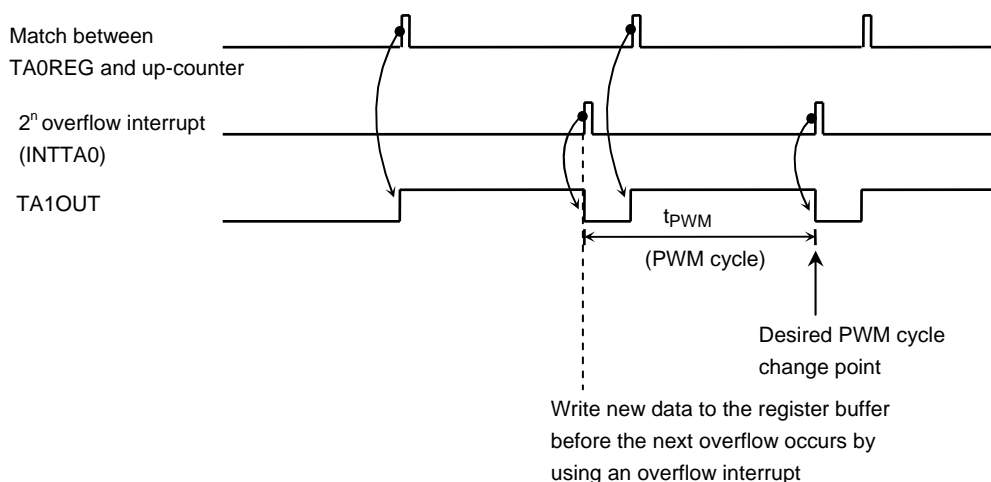 Match between
TA0REG and up-counter
2ⁿ overflow interrupt
(INTTA0)
TA1OUT
tPWM
(PWM cycle)
Desired PWM cycle
change point
Write new data to the register buffer
before the next overflow occurs by
using an overflow interrupt